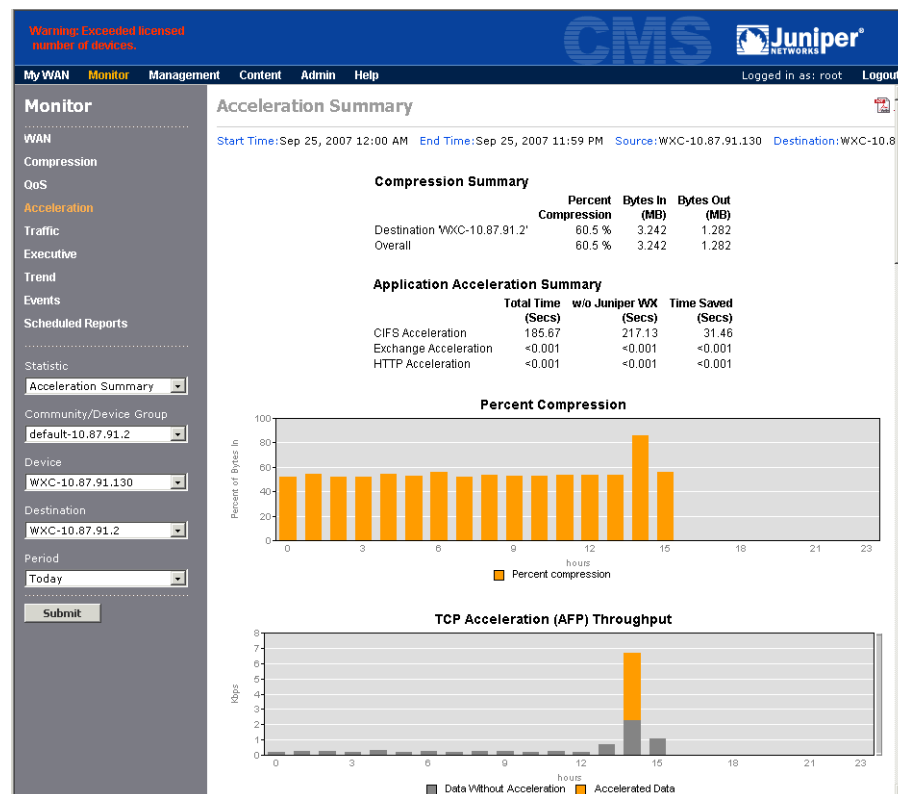 Warning: Exceeded licensed
number of devices.
CMS
Juniper®
NETWORKS
My WAN Monitor Management Content Admin Help Logged in as: root Logout
Monitor
WAN
Compression
QoS
Acceleration
Traffic
Executive
Trend
Events
Scheduled Reports
Statistic
Acceleration Summary
Community/Device Group
default-10.87.91.2
Device
WXC-10.87.91.130
Destination
WXC-10.87.91.2
Period
Today
Submit
Acceleration Summary
Start Time:Sep 25, 2007 12:00 AM End Time:Sep 25, 2007 11:59 PM Source:WXC-10.87.91.130 Destination:WXC-10.8
Compression Summary
Percent Bytes In Bytes Out
Compression (MB) (MB)
Destination 'WXC-10.87.91.2' 60.5 % 3.242 1.282
Overall 60.5 % 3.242 1.282
Application Acceleration Summary
Total Time w/o Juniper WX Time Saved
(Secs) (Secs) (Secs)
CIFS Acceleration 185.67 217.13 31.46
Exchange Acceleration <0.001 <0.001 <0.001
HTTP Acceleration <0.001 <0.001 <0.001
Percent Compression
Percent of Bytes In
100
80
60
40
20
0
0 3 6 9 12 15 18 21 23
hours
Percent compression
TCP Acceleration (AFP) Throughput
Kbps
8
7
6
5
4
3
2
1
0
0 3 6 9 12 15 18 21 23
hours
Data Without Acceleration Accelerated Data